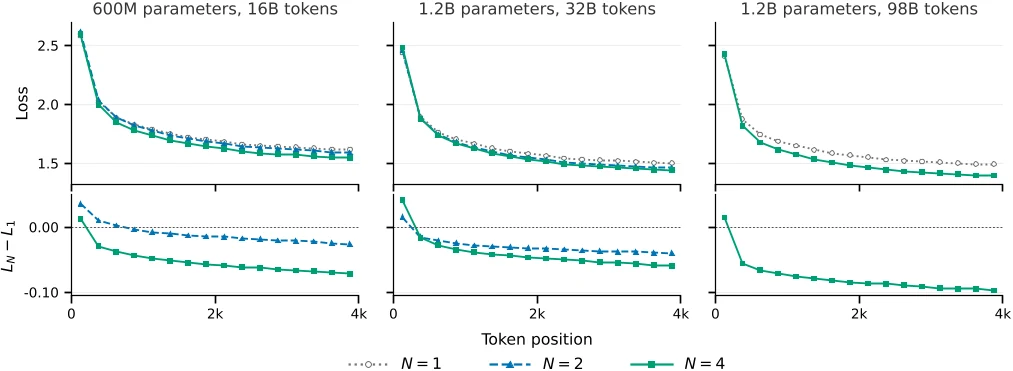 600M parameters, 16B tokens
1.2B parameters, 32B tokens
1.2B parameters, 98B tokens
Loss
2.5
2.0
1.5
L_N − L_1
0.00
-0.10
0 2k 4k
0 2k 4k
0 2k 4k
Token position
N = 1 N = 2 N = 4